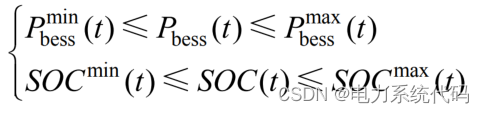 P_bess^min(t) ≤ P_bess(t) ≤ P_bess^max(t)
SOC^min(t) ≤ SOC(t) ≤ SOC^max(t)
CSDN @电力系统代码